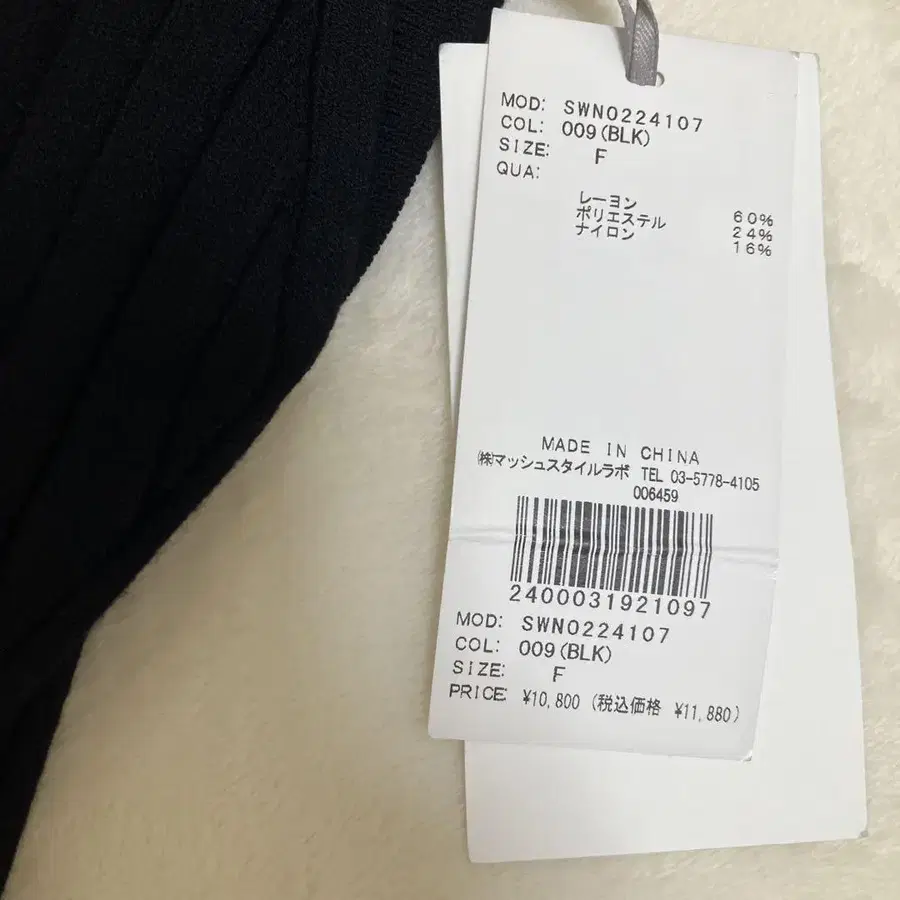 MOD: SWN0224107
COL: 009(BLK)
SIZE: F
QUA:
レーヨン 60%
ポリエステル 24%
ナイロン 16%
MADE IN CHINA
㈱マッシュスタイルラボ TEL 03-5778-4105
006459
2400031921097
MOD: SWN0224107
COL: 009(BLK)
SIZE: F
PRICE: ¥10,800 (税込価格 ¥11,880)